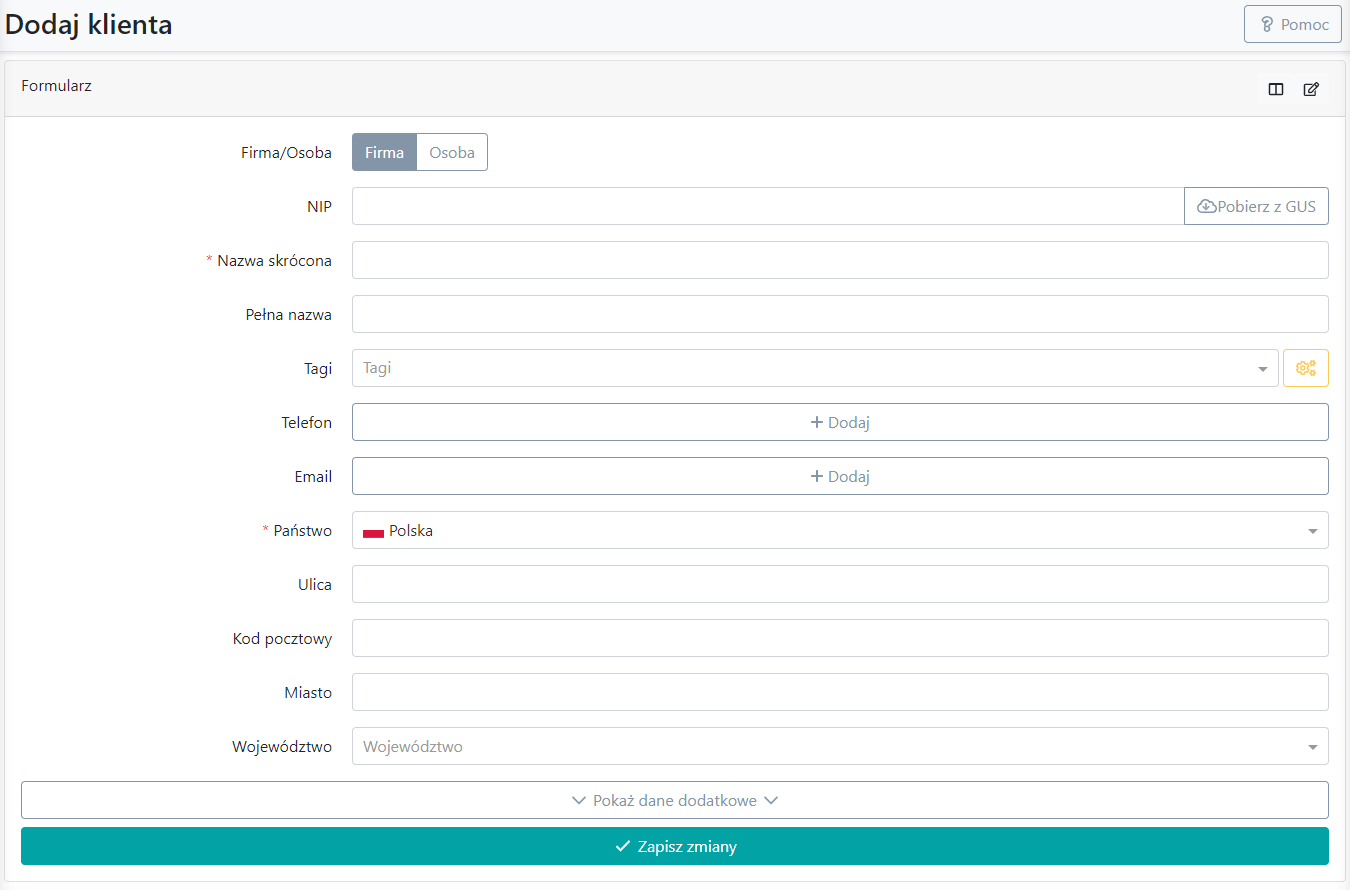 Dodaj klienta
Pomoc
Formularz
Firma/Osoba Firma Osoba
NIP Pobierz z GUS
* Nazwa skrócona
Pełna nazwa
Tagi Tagi
Telefon + Dodaj
Email + Dodaj
* Państwo Polska
Ulica
Kod pocztowy
Miasto
Województwo Województwo
Pokaż dane dodatkowe
Zapisz zmiany